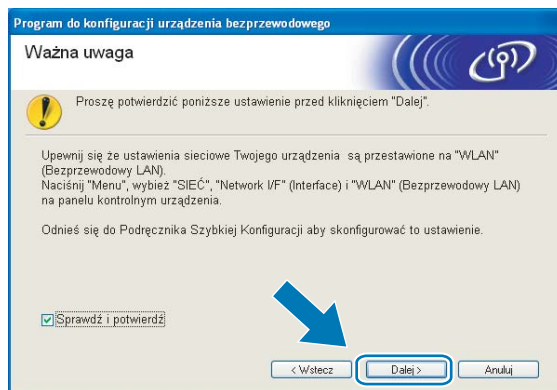 Program do konfiguracji urządzenia bezprzewodowego
Ważna uwaga
Proszę potwierdzić poniższe ustawienie przed kliknięciem "Dalej".
Upewnij się że ustawienia sieciowe Twojego urządzenia są przestawione na "WLAN"
(Bezprzewodowy LAN).
Naciśnij "Menu", wybież "SIEĆ", "Network I/F" (Interface) i "WLAN" (Bezprzewodowy LAN)
na panelu kontrolnym urządzenia.
Odnieś się do Podręcznika Szybkiej Konfiguracji aby skonfigurować to ustawienie.
Sprawdź i potwierdź
< Wstecz
Dalej >
Anuluj